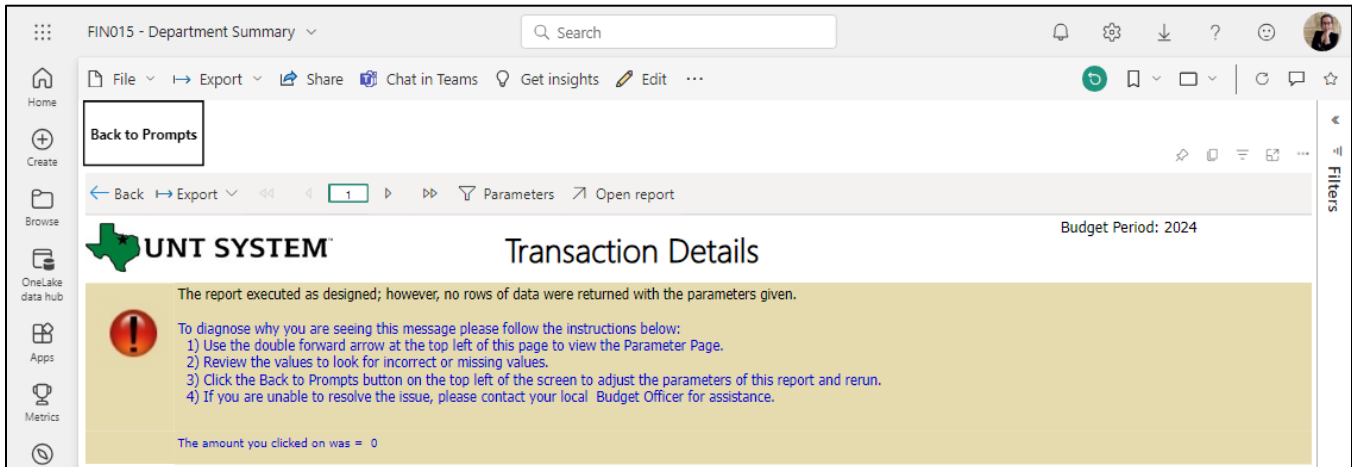 FIN015 - Department Summary
Search
File
Export
Share
Chat in Teams
Get insights
Edit
Home
Create
Browse
OneLake
data hub
Apps
Metrics
Back to Prompts
Filters
Back
Export
1
Parameters
Open report
UNT SYSTEM™
Transaction Details
Budget Period: 2024
The report executed as designed; however, no rows of data were returned with the parameters given.
To diagnose why you are seeing this message please follow the instructions below:
1) Use the double forward arrow at the top left of this page to view the Parameter Page.
2) Review the values to look for incorrect or missing values.
3) Click the Back to Prompts button on the top left of the screen to adjust the parameters of this report and rerun.
4) If you are unable to resolve the issue, please contact your local  Budget Officer for assistance.
The amount you clicked on was =  0